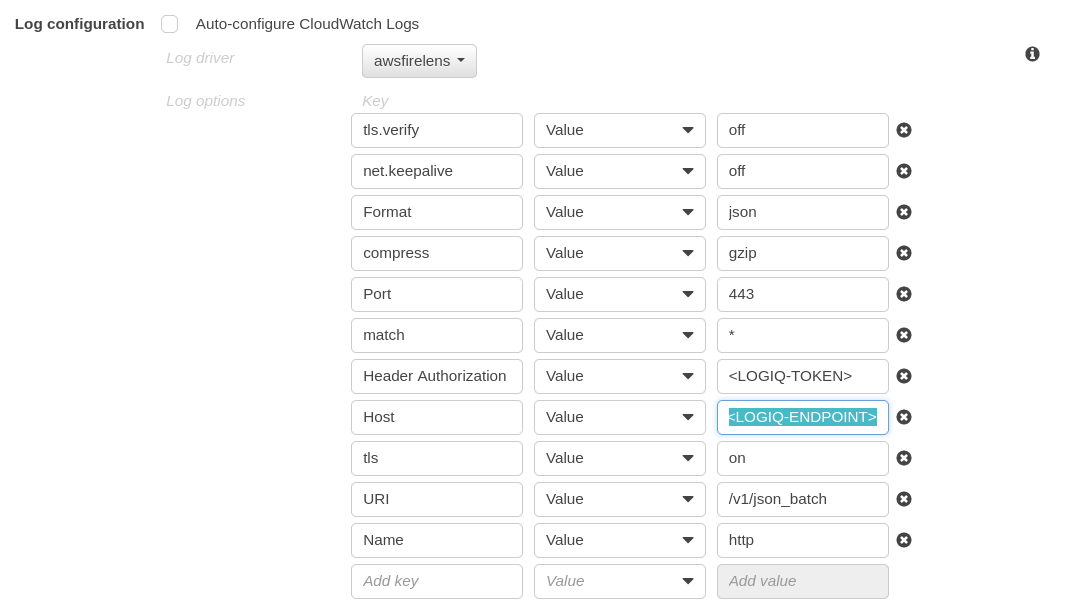 Log configuration Auto-configure CloudWatch Logs
Log driver awsfirelens
Log options Key
tls.verify Value off
net.keepalive Value off
Format Value json
compress Value gzip
Port Value 443
match Value *
Header Authorization Value <LOGIQ-TOKEN>
Host Value <LOGIQ-ENDPOINT>
tls Value on
URI Value /v1/json_batch
Name Value http
Add key Value Add value